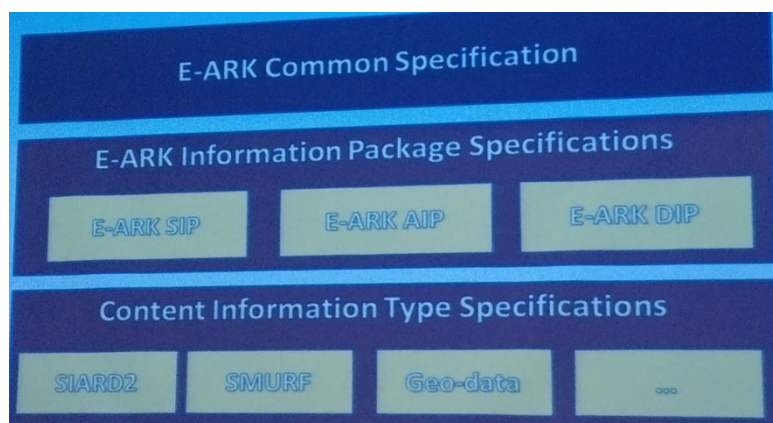 E-ARK Common Specification
E-ARK Information Package Specifications
E-ARK SIP
E-ARK AIP
E-ARK DIP
Content Information Type Specifications
SIARD2
SMURF
Geo-data
...